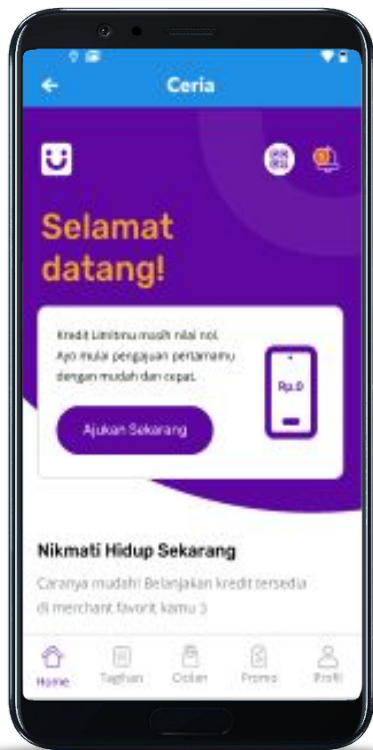 Ceria
Selamat
datang!
Kredit Limitmu masih nilai nol.
Ayo mulai pengajuan pertamamu
dengan mudah dan cepat.
Rp.0
Ajukan Sekarang
Nikmati Hidup Sekarang
Caranya mudah! Belanjakan kredit tersedia
di merchant favorit kamu :)
Home
Tagihan
Cicilan
Promo
Profil